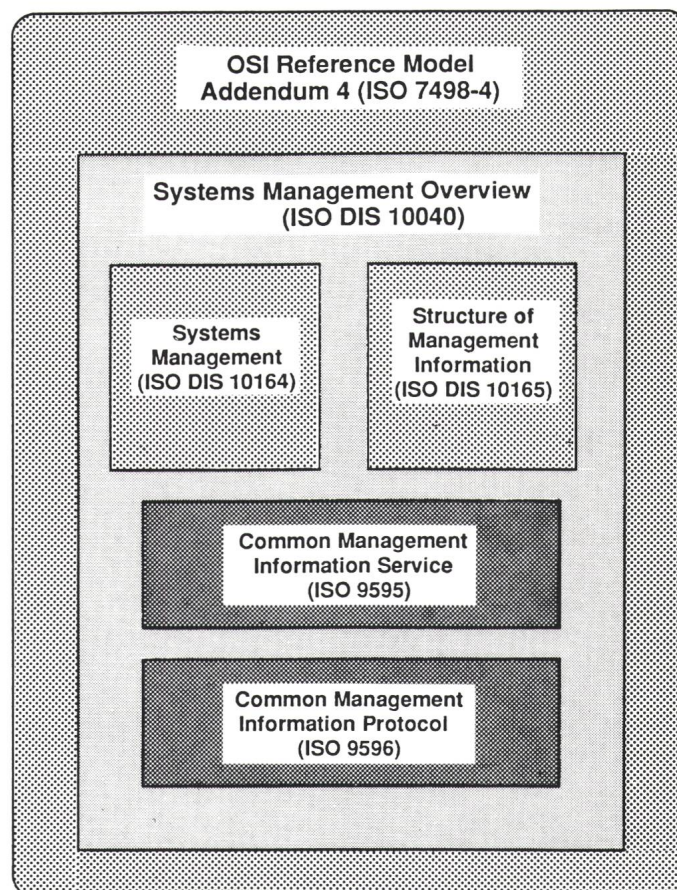 OSI Reference Model
Addendum 4 (ISO 7498-4)
Systems Management Overview
(ISO DIS 10040)
Systems
Management
(ISO DIS 10164)
Structure of
Management
Information
(ISO DIS 10165)
Common Management
Information Service
(ISO 9595)
Common Management
Information Protocol
(ISO 9596)